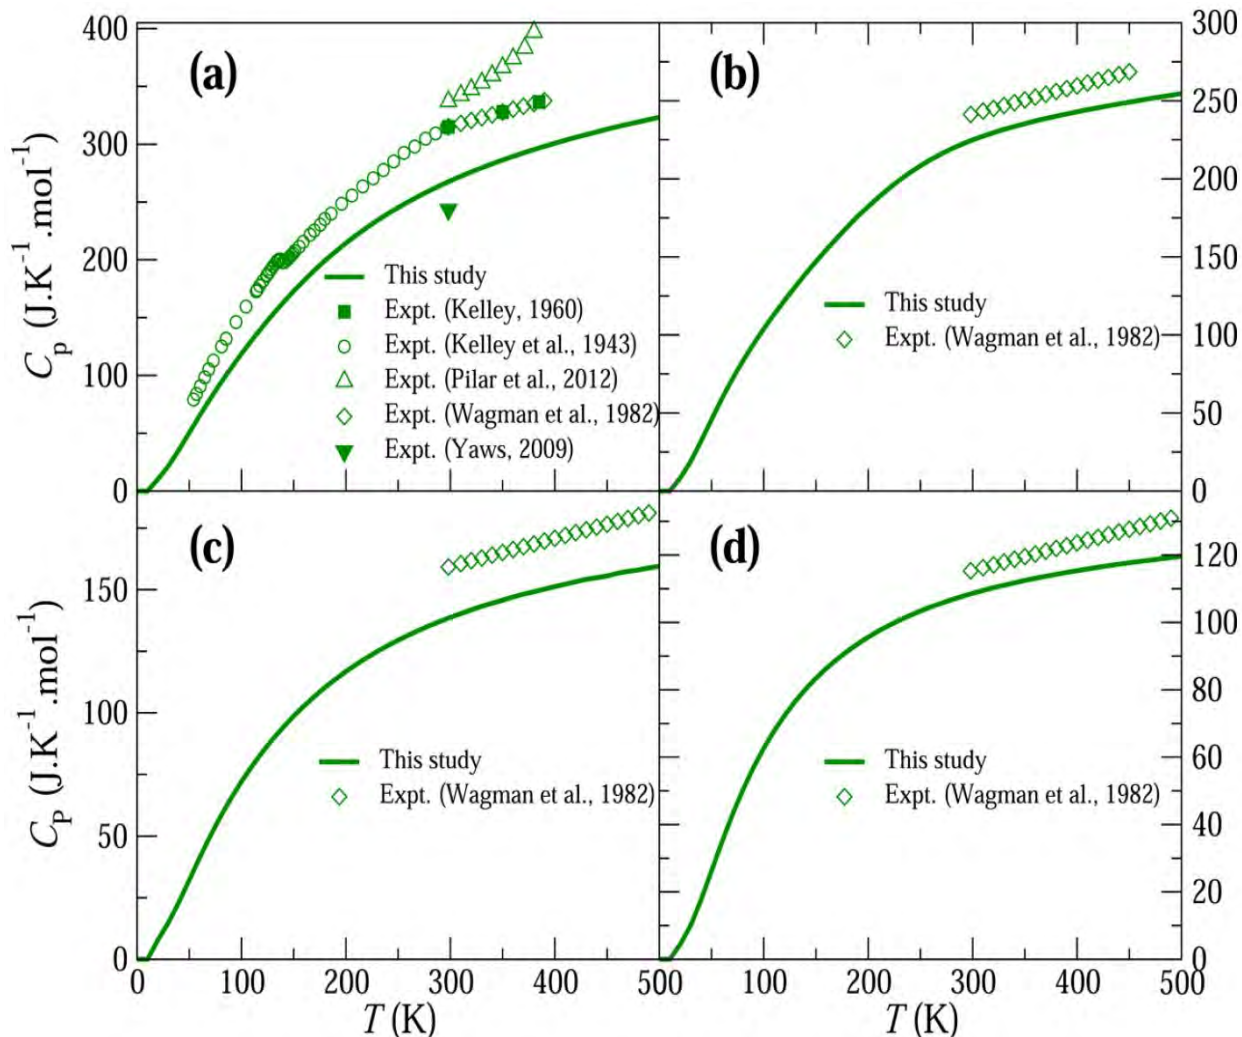 400
300
200
100
0
C_p (J.K^-1.mol^-1)
(a)
This study
Expt. (Kelley, 1960)
Expt. (Kelley et al., 1943)
Expt. (Pilar et al., 2012)
Expt. (Wagman et al., 1982)
Expt. (Yaws, 2009)
(b)
This study
Expt. (Wagman et al., 1982)
300
250
200
150
100
50
0
150
100
50
0
C_P (J.K^-1.mol^-1)
(c)
This study
Expt. (Wagman et al., 1982)
0 100 200 300 400 500
T (K)
(d)
This study
Expt. (Wagman et al., 1982)
120
100
80
60
40
20
0
100 200 300 400 500
T (K)